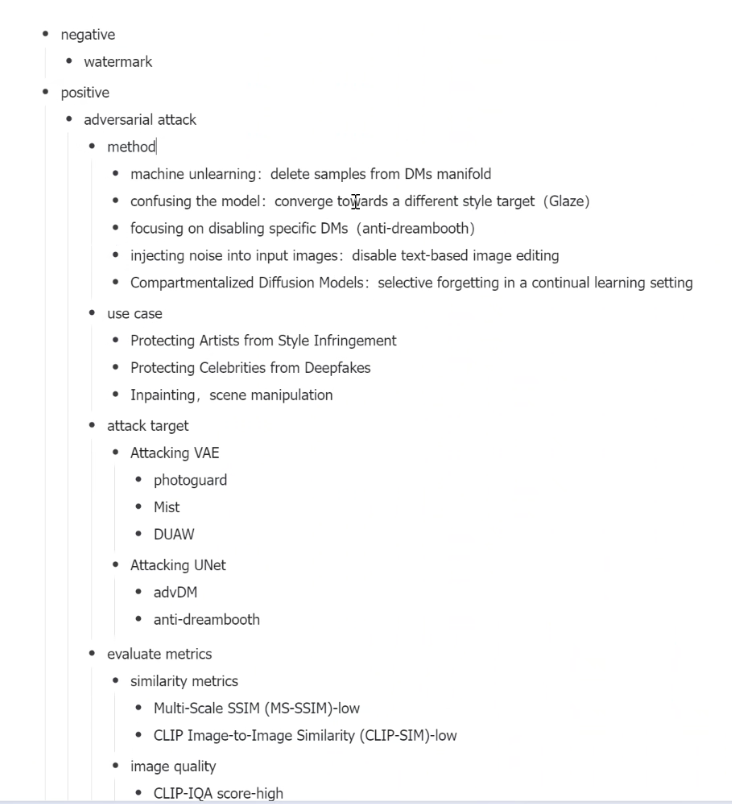 negative
watermark
positive
adversarial attack
method
machine unlearning：delete samples from DMs manifold
confusing the model：converge towards a different style target（Glaze）
focusing on disabling specific DMs（anti-dreambooth）
injecting noise into input images：disable text-based image editing
Compartmentalized Diffusion Models：selective forgetting in a continual learning setting
use case
Protecting Artists from Style Infringement
Protecting Celebrities from Deepfakes
Inpainting，scene manipulation
attack target
Attacking VAE
photoguard
Mist
DUAW
Attacking UNet
advDM
anti-dreambooth
evaluate metrics
similarity metrics
Multi-Scale SSIM (MS-SSIM)-low
CLIP Image-to-Image Similarity (CLIP-SIM)-low
image quality
CLIP-IQA score-high